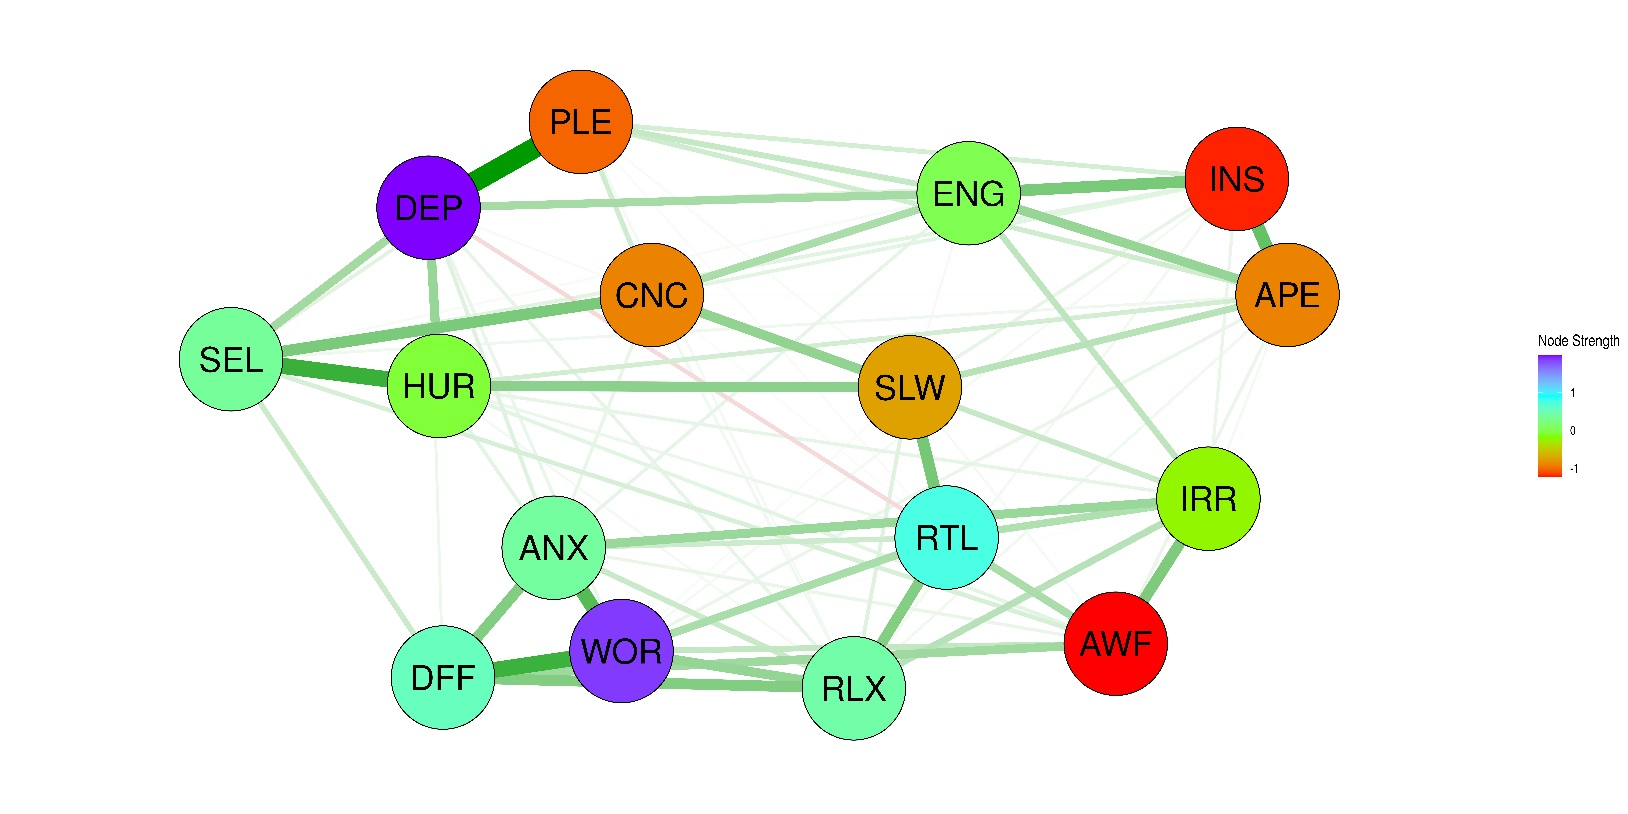 PLE
DEP
ENG
INS
CNC
APE
SEL
HUR
SLW
IRR
ANX
RTL
WOR
AWF
DFF
RLX
Node Strength
1
0
-1